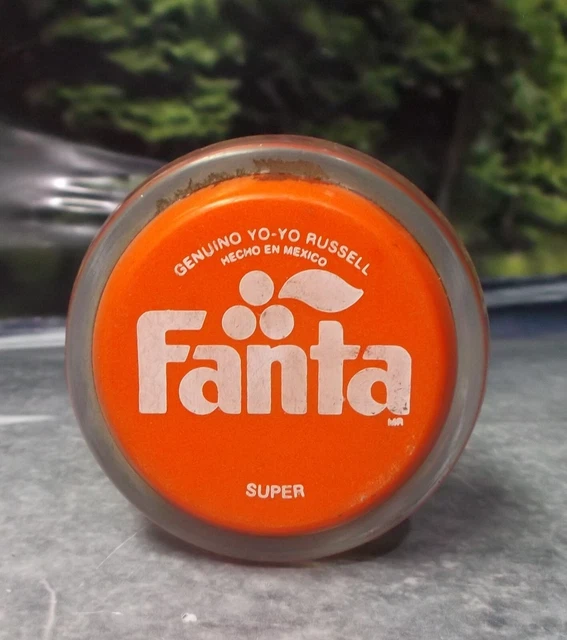 GENUINO YO-YO RUSSELL
HECHO EN MEXICO
Fanta
MR
SUPER